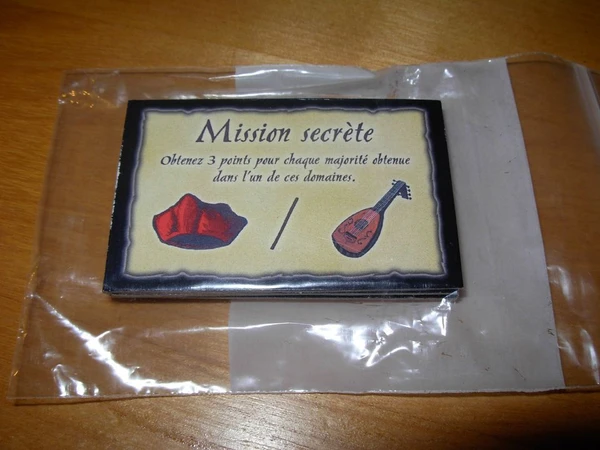 Mission secrète
Obtenez 3 points pour chaque majorité obtenue
dans l'un de ces domaines.